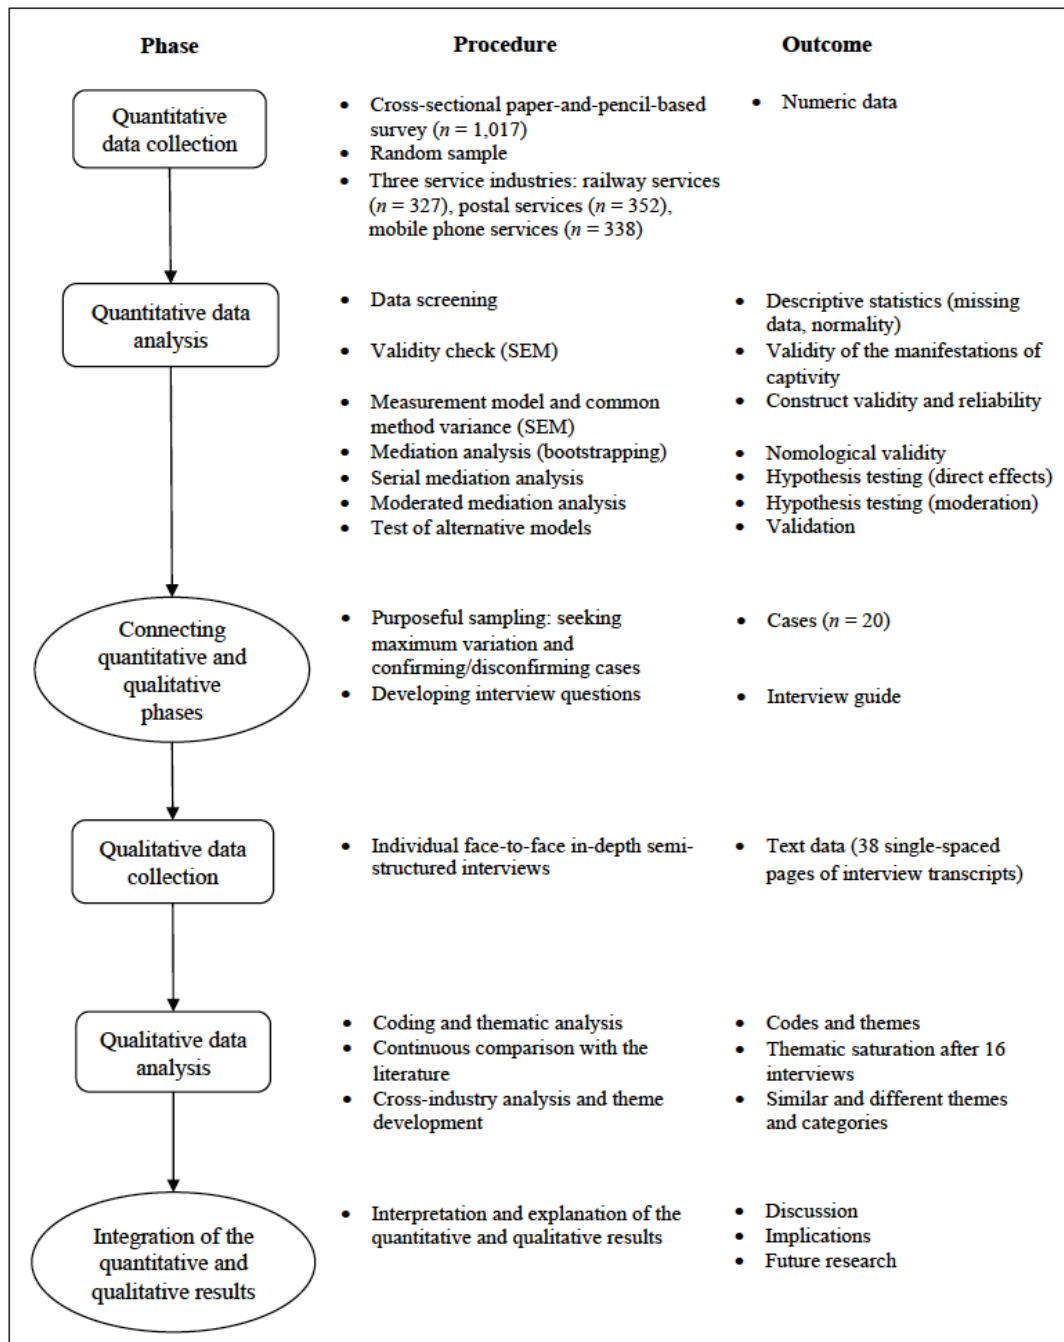 Phase
Procedure
Outcome
Quantitative
data collection
• Cross-sectional paper-and-pencil-based
survey (n = 1,017)
• Random sample
• Three service industries: railway services
(n = 327), postal services (n = 352),
mobile phone services (n = 338)
• Numeric data
Quantitative data
analysis
• Data screening
• Validity check (SEM)
• Measurement model and common
method variance (SEM)
• Mediation analysis (bootstrapping)
• Serial mediation analysis
• Moderated mediation analysis
• Test of alternative models
• Descriptive statistics (missing
data, normality)
• Validity of the manifestations of
captivity
• Construct validity and reliability
• Nomological validity
• Hypothesis testing (direct effects)
• Hypothesis testing (moderation)
• Validation
Connecting
quantitative and
qualitative
phases
• Purposeful sampling: seeking
maximum variation and
confirming/disconfirming cases
• Developing interview questions
• Cases (n = 20)
• Interview guide
Qualitative data
collection
• Individual face-to-face in-depth semi-
structured interviews
• Text data (38 single-spaced
pages of interview transcripts)
Qualitative data
analysis
• Coding and thematic analysis
• Continuous comparison with the
literature
• Cross-industry analysis and theme
development
• Codes and themes
• Thematic saturation after 16
interviews
• Similar and different themes
and categories
Integration of the
quantitative and
qualitative results
• Interpretation and explanation of the
quantitative and qualitative results
• Discussion
• Implications
• Future research